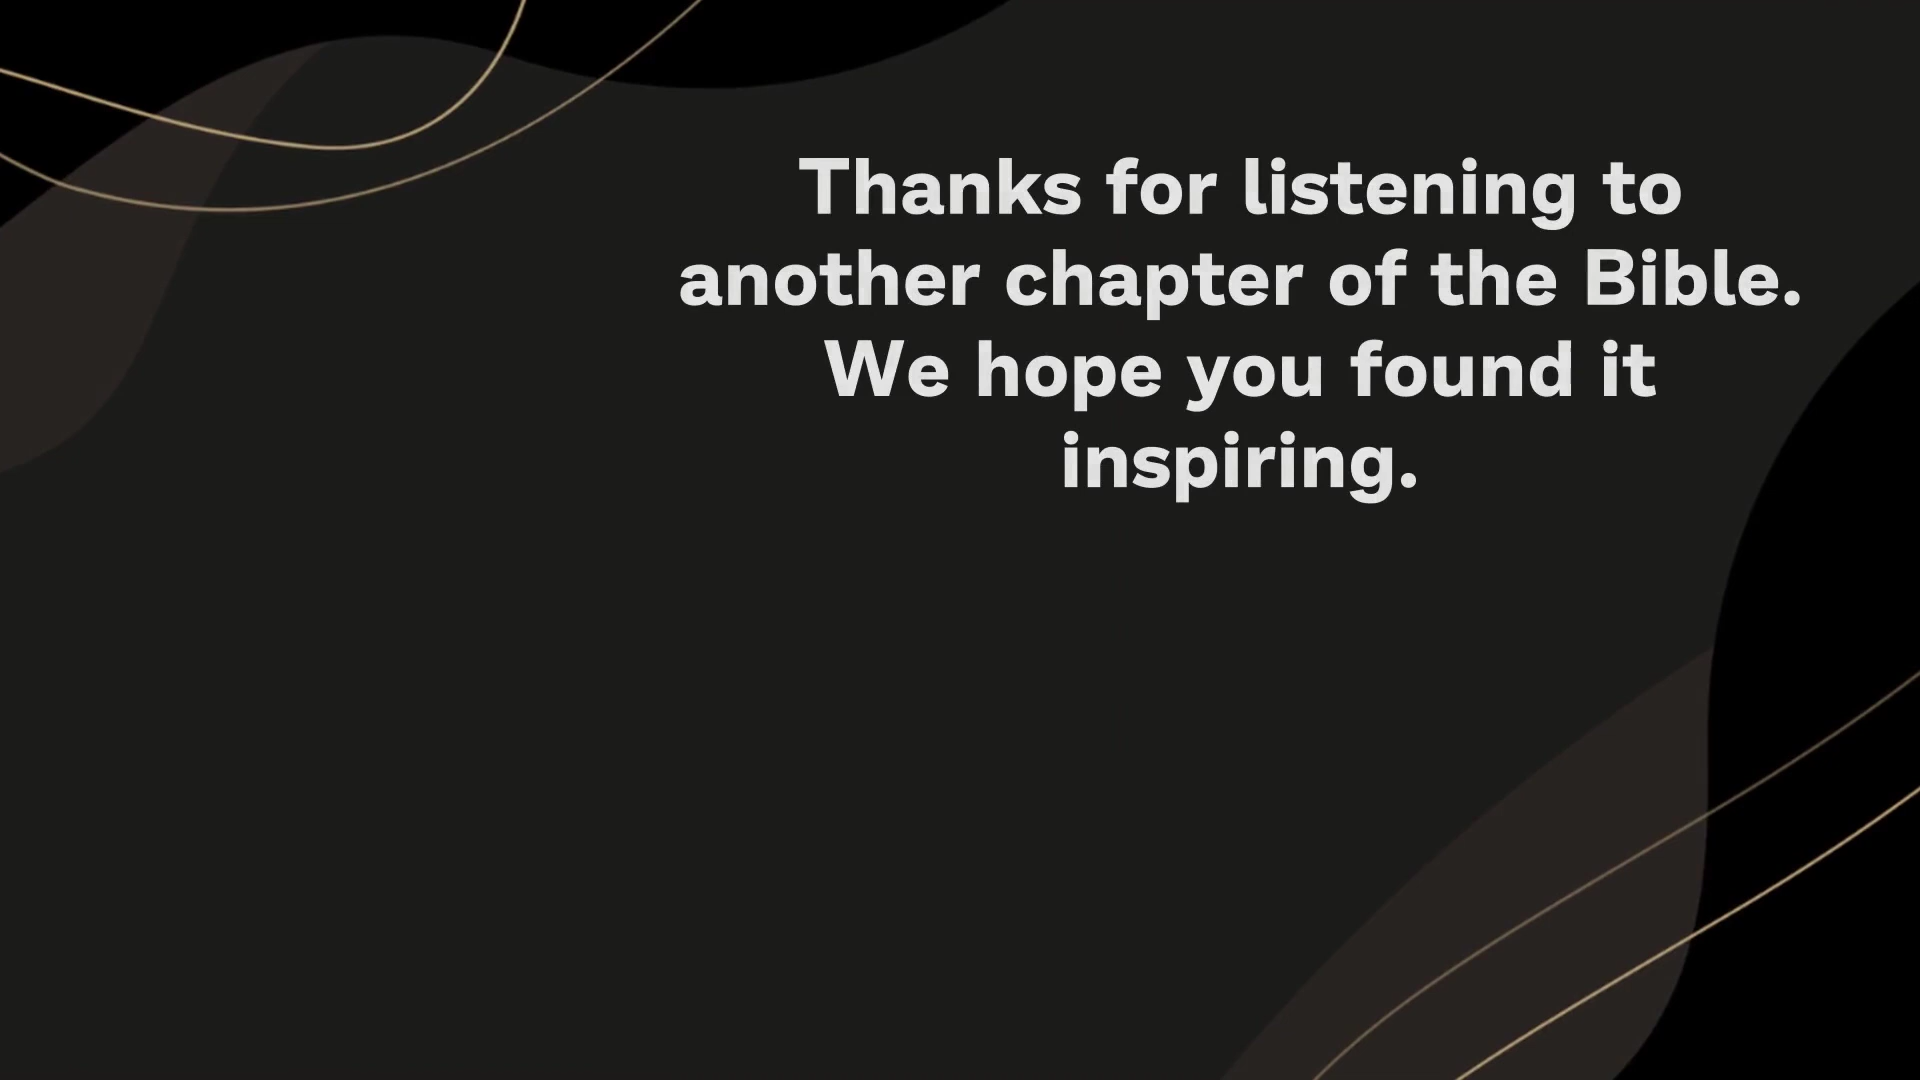 Thanks for listening to
another chapter of the Bible.
We hope you found it
inspiring.